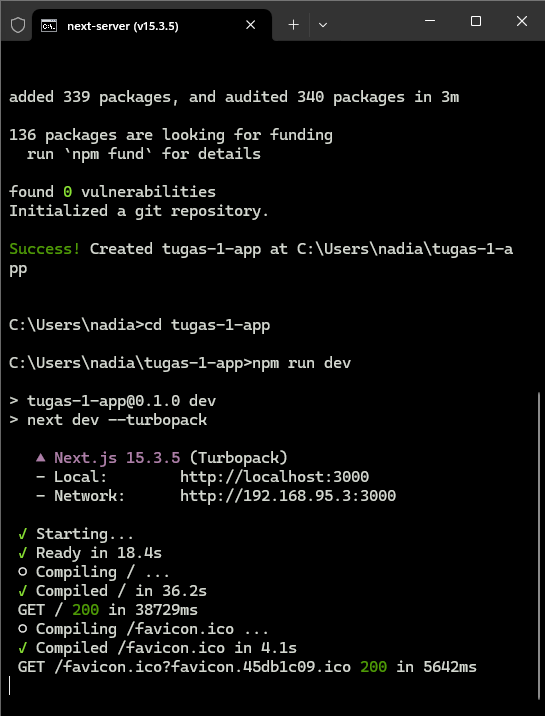 next-server (v15.3.5)
added 339 packages, and audited 340 packages in 3m
136 packages are looking for funding
  run `npm fund` for details
found 0 vulnerabilities
Initialized a git repository.
Success! Created tugas-1-app at C:\Users\nadia\tugas-1-a
pp
C:\Users\nadia>cd tugas-1-app
C:\Users\nadia\tugas-1-app>npm run dev
> tugas-1-app@0.1.0 dev
> next dev --turbopack
   ▲ Next.js 15.3.5 (Turbopack)
   - Local:        http://localhost:3000
   - Network:      http://192.168.95.3:3000
 ✓ Starting...
 ✓ Ready in 18.4s
 ○ Compiling / ...
 ✓ Compiled / in 36.2s
 GET / 200 in 38729ms
 ○ Compiling /favicon.ico ...
 ✓ Compiled /favicon.ico in 4.1s
 GET /favicon.ico?favicon.45db1c09.ico 200 in 5642ms